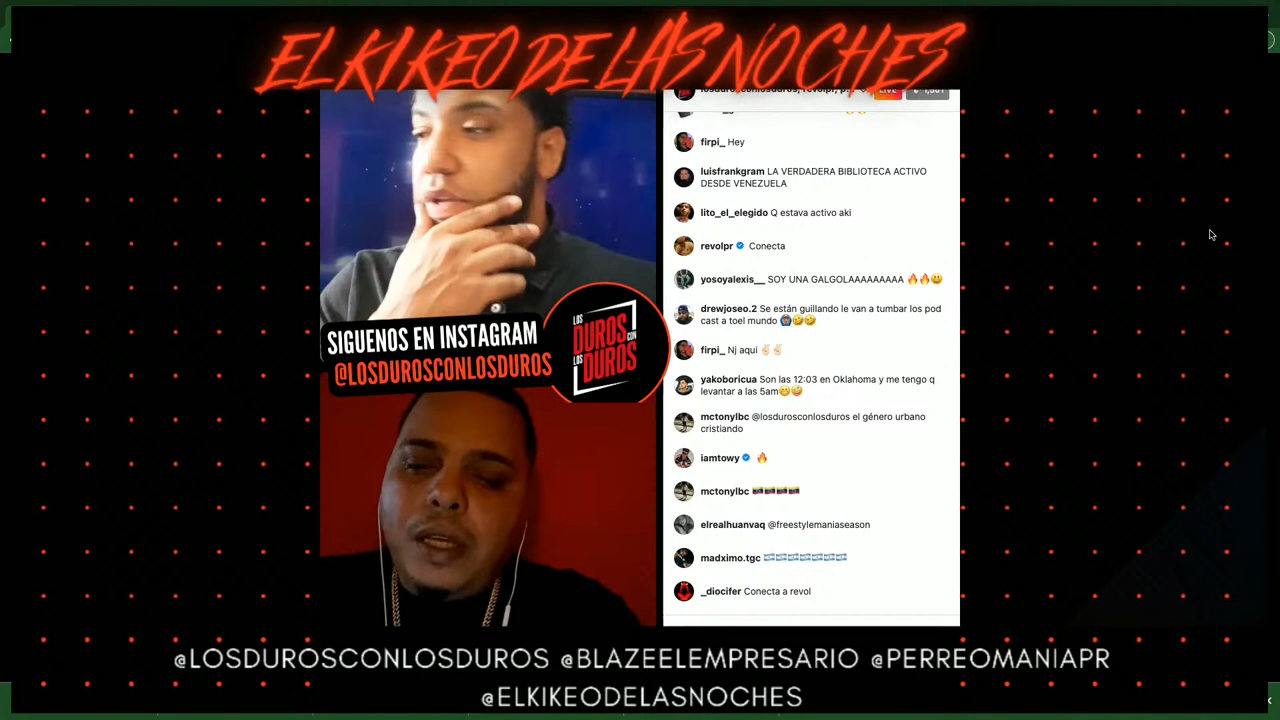 EL KIKEO DE LAS NOCHES
LIVE
firpi_ Hey
luisfrankgram LA VERDADERA BIBLIOTECA ACTIVO
DESDE VENEZUELA
lito_el_elegido Q estava activo aki
revolpr Conecta
yosoyalexis__ SOY UNA GALGOLAAAAAAAAA 🔥🔥😃
drewjoseo.2 Se están guillando le van a tumbar los pod
cast a toel mundo 🤣🤣
firpi_ Nj aqui ✌🏻✌🏻
yakoboricua Son las 12:03 en Oklahoma y me tengo q
levantar a las 5am🤭🤪
mctonylbc @losdurosconlosduros el género urbano
cristiando
iamtowy 🔥
mctonylbc 🇻🇪🇻🇪🇻🇪🇻🇪
elrealhuanvaq @freestylemaniaseason
madximo.tgc 🇦🇷🇦🇷🇦🇷🇦🇷🇦🇷🇦🇷
_diocifer Conecta a revol
SIGUENOS EN INSTAGRAM
@LOSDUROSCONLOSDUROS
LOS
DUROS CON
LOS DUROS
@LOSDUROSCONLOSDUROS @BLAZEELEMPRESARIO @PERREOMANIAPR
@ELKIKEODELASNOCHES